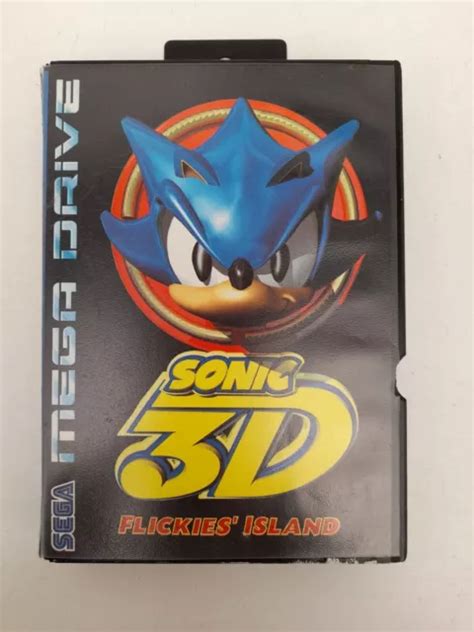 SEGA MEGA DRIVE
SONIC
3D
FLICKIES' ISLAND